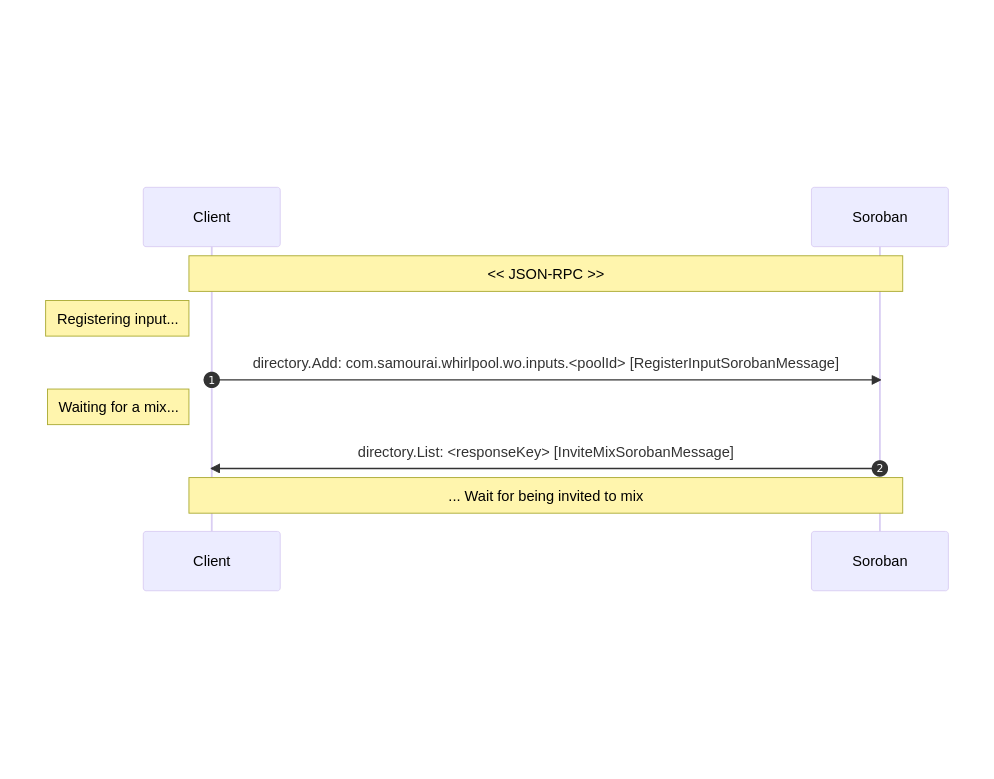 Client
Soroban
<< JSON-RPC >>
Registering input...
directory.Add: com.samourai.whirlpool.wo.inputs.<poolId> [RegisterInputSorobanMessage]
1
Waiting for a mix...
directory.List: <responseKey> [InviteMixSorobanMessage]
2
... Wait for being invited to mix
Client
Soroban